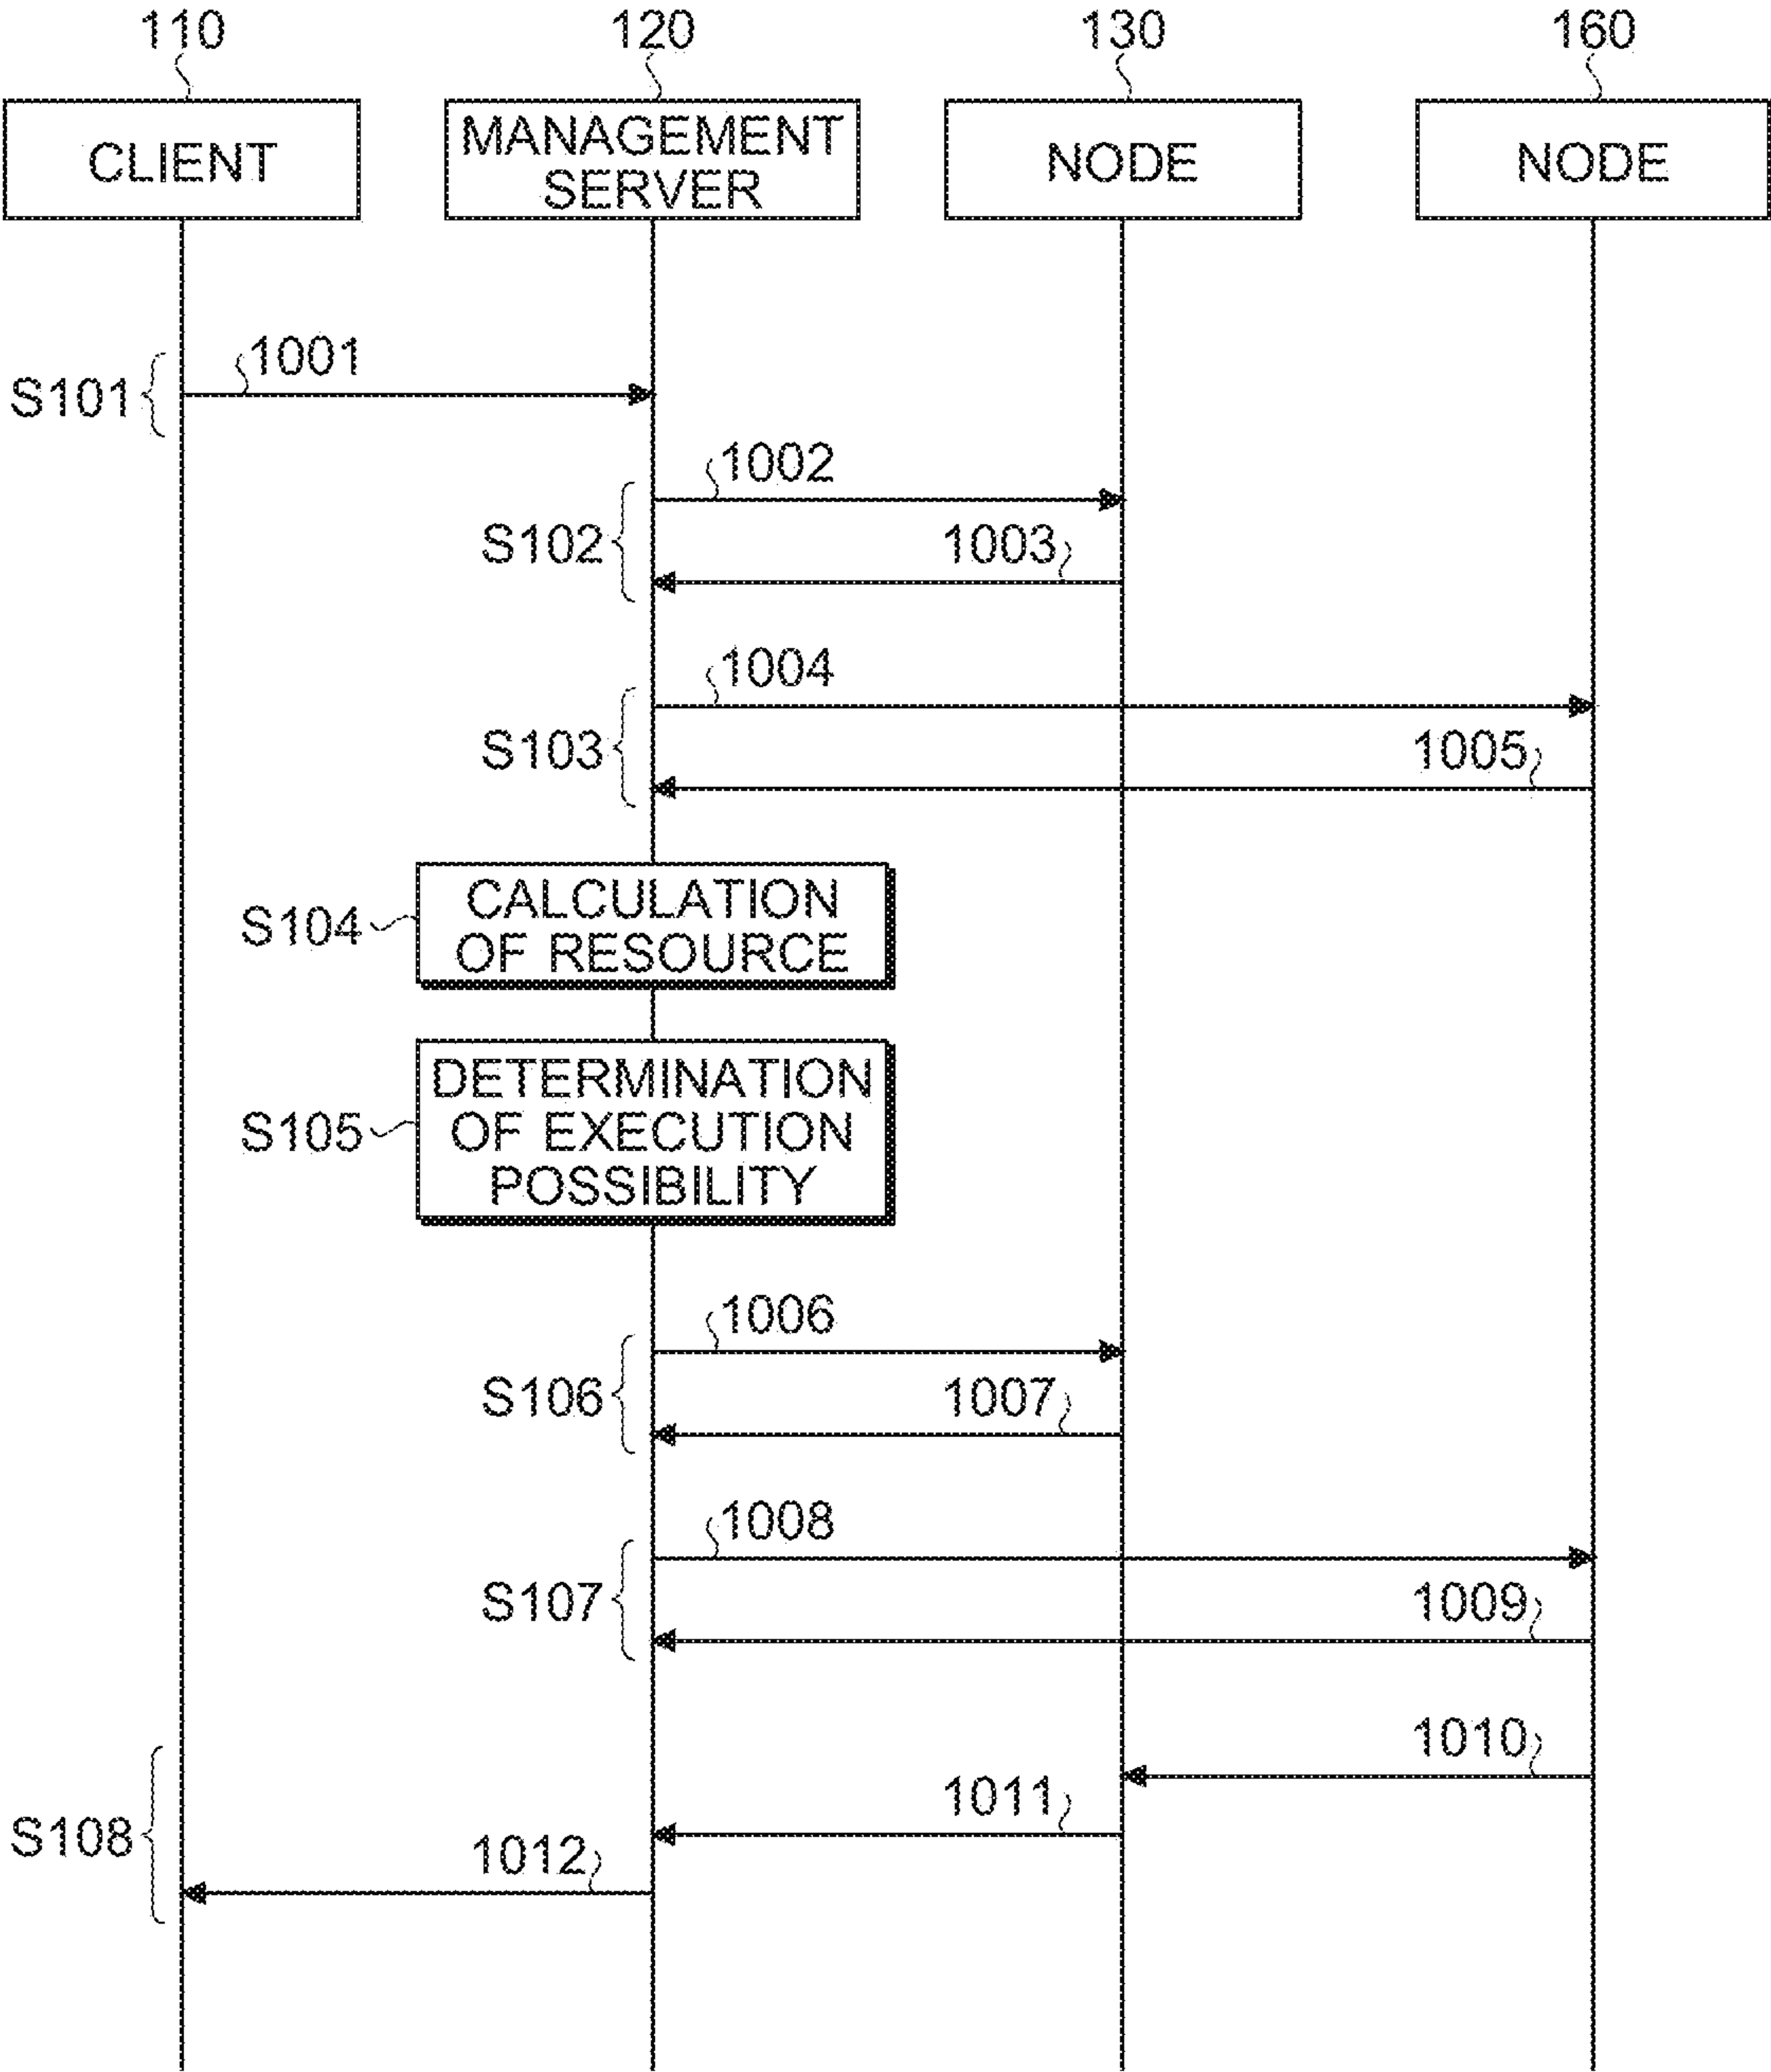 110
120
130
160
CLIENT
MANAGEMENT
SERVER
NODE
NODE
1001
S101
1002
S102
1003
1004
S103
1005
S104
CALCULATION
OF RESOURCE
S105
DETERMINATION
OF EXECUTION
POSSIBILITY
1006
S106
1007
1008
S107
1009
1010
1011
S108
1012